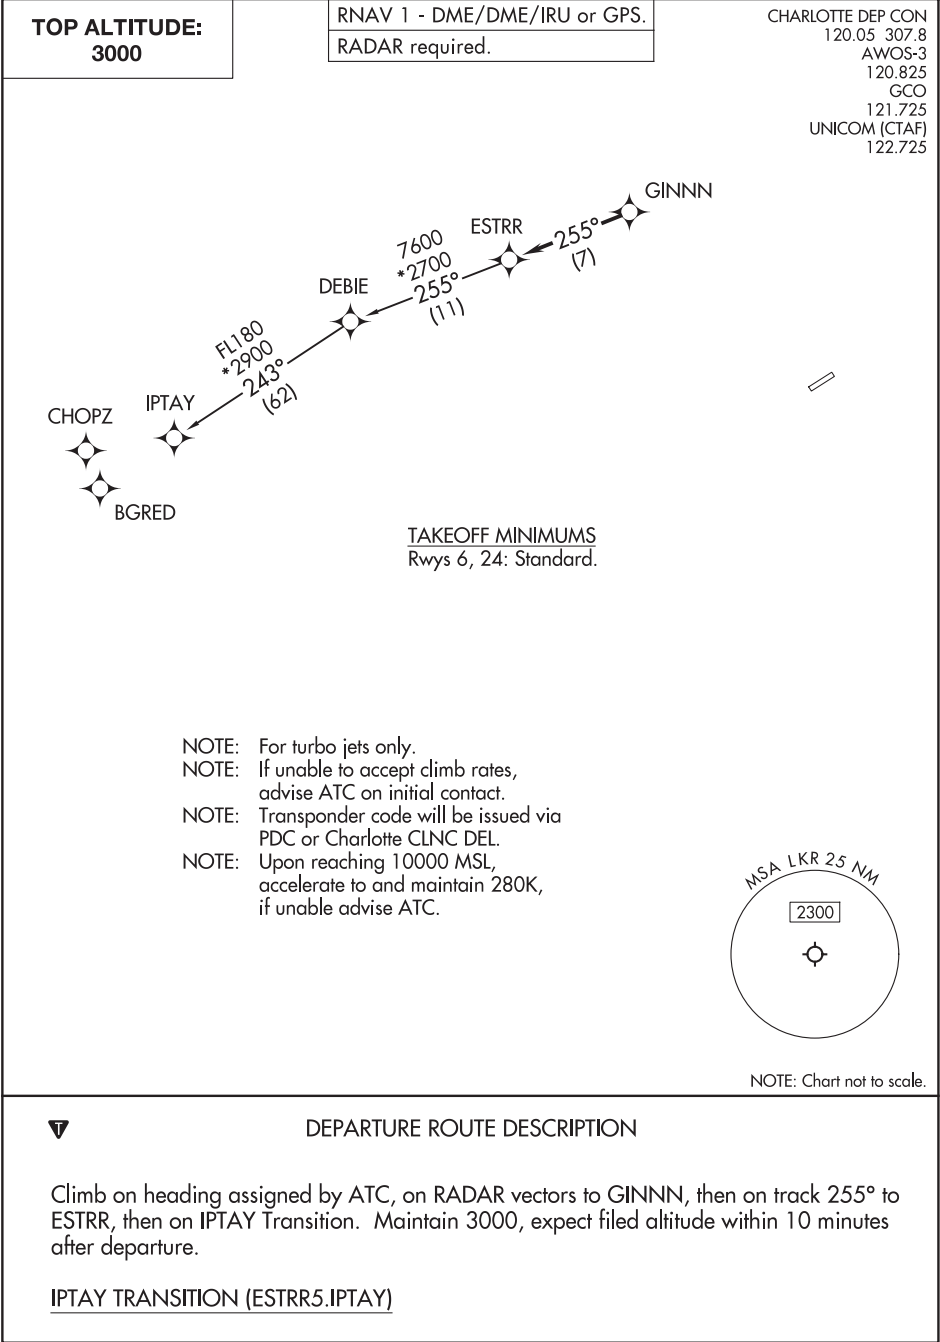 TOP ALTITUDE:
3000
RNAV 1 - DME/DME/IRU or GPS.
RADAR required.
CHARLOTTE DEP CON
120.05 307.8
AWOS-3
120.825
GCO
121.725
UNICOM (CTAF)
122.725
GINNN
255°
(7)
ESTRR
7600
*2700
255°
(11)
DEBIE
FL180
*2900
243°
(62)
IPTAY
CHOPZ
BGRED
TAKEOFF MINIMUMS
Rwys 6, 24: Standard.
NOTE: For turbo jets only.
NOTE: If unable to accept climb rates,
advise ATC on initial contact.
NOTE: Transponder code will be issued via
PDC or Charlotte CLNC DEL.
NOTE: Upon reaching 10000 MSL,
accelerate to and maintain 280K,
if unable advise ATC.
MSA LKR 25 NM
2300
NOTE: Chart not to scale.
T
DEPARTURE ROUTE DESCRIPTION
Climb on heading assigned by ATC, on RADAR vectors to GINNN, then on track 255° to
ESTRR, then on IPTAY Transition. Maintain 3000, expect filed altitude within 10 minutes
after departure.
IPTAY TRANSITION (ESTRR5.IPTAY)